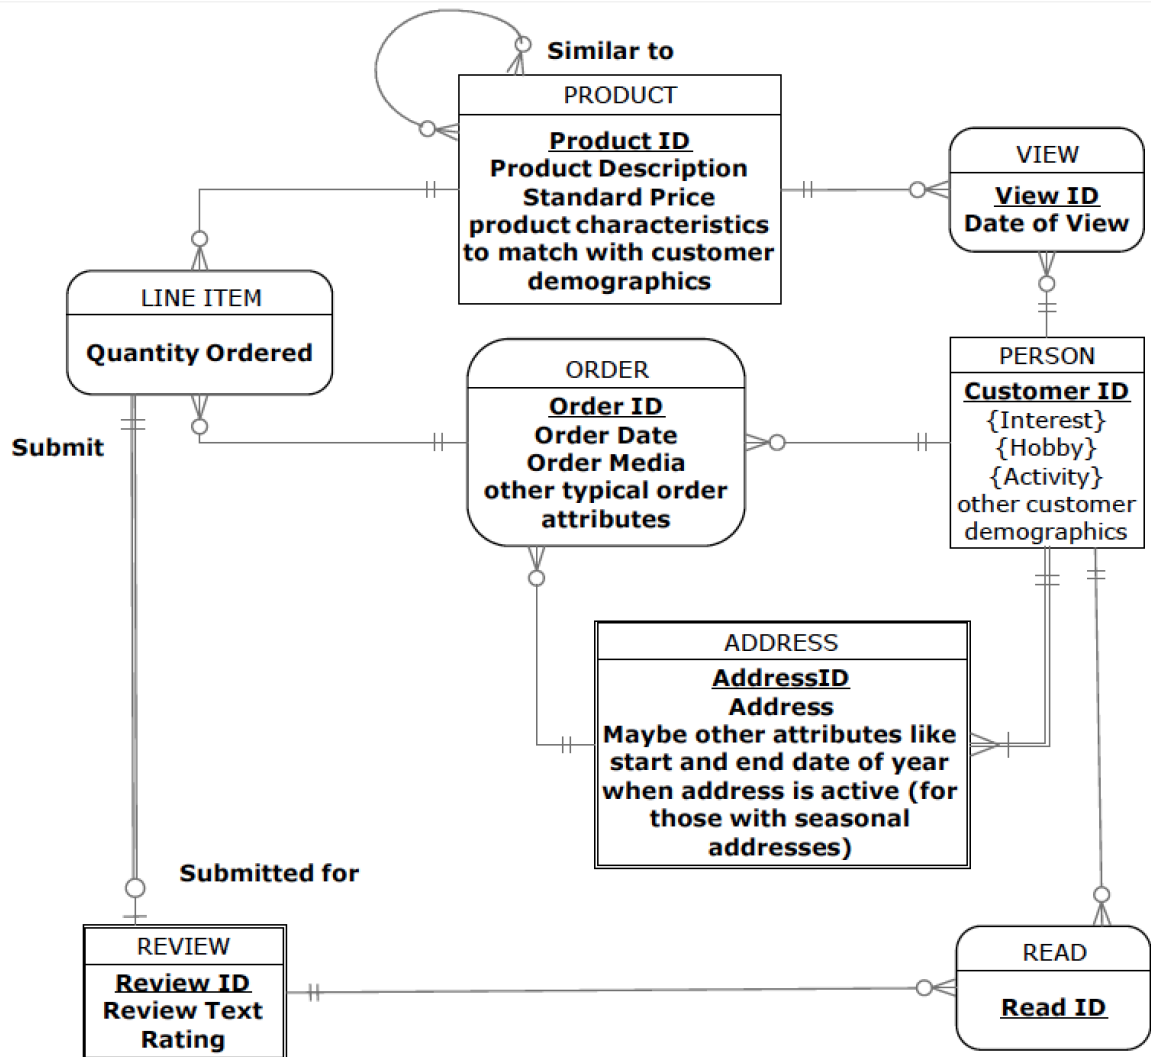 Similar to
PRODUCT
Product ID
Product Description
Standard Price
product characteristics
to match with customer
demographics
VIEW
View ID
Date of View
LINE ITEM
Quantity Ordered
ORDER
Order ID
Order Date
Order Media
other typical order
attributes
PERSON
Customer ID
{Interest}
{Hobby}
{Activity}
other customer
demographics
Submit
ADDRESS
AddressID
Address
Maybe other attributes like
start and end date of year
when address is active (for
those with seasonal
addresses)
Submitted for
REVIEW
Review ID
Review Text
Rating
READ
Read ID